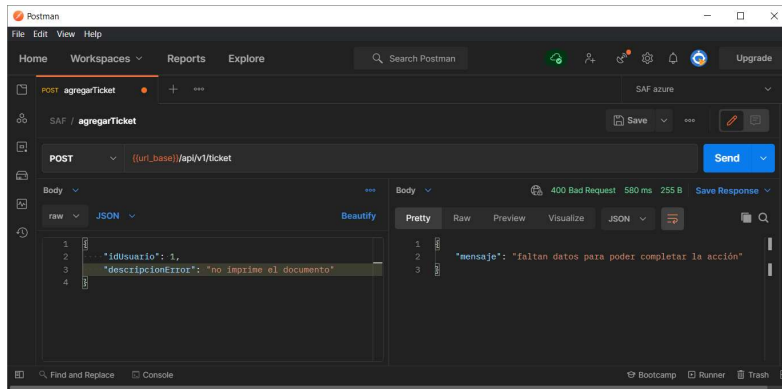 Postman
File Edit View Help
Home Workspaces Reports Explore Search Postman Upgrade
POST agregarTicket SAF azure
SAF / agregarTicket Save
POST {{url_base}}/api/v1/ticket Send
Body Body 400 Bad Request 580 ms 255 B Save Response
raw JSON Beautify Pretty Raw Preview Visualize JSON
1 { 1 {
2 "idUsuario": 1, 2 "mensaje": "faltan datos para poder completar la acción"
3 "descripcionError": "no imprime el documento" 3 }
4 }
Find and Replace Console Bootcamp Runner Trash